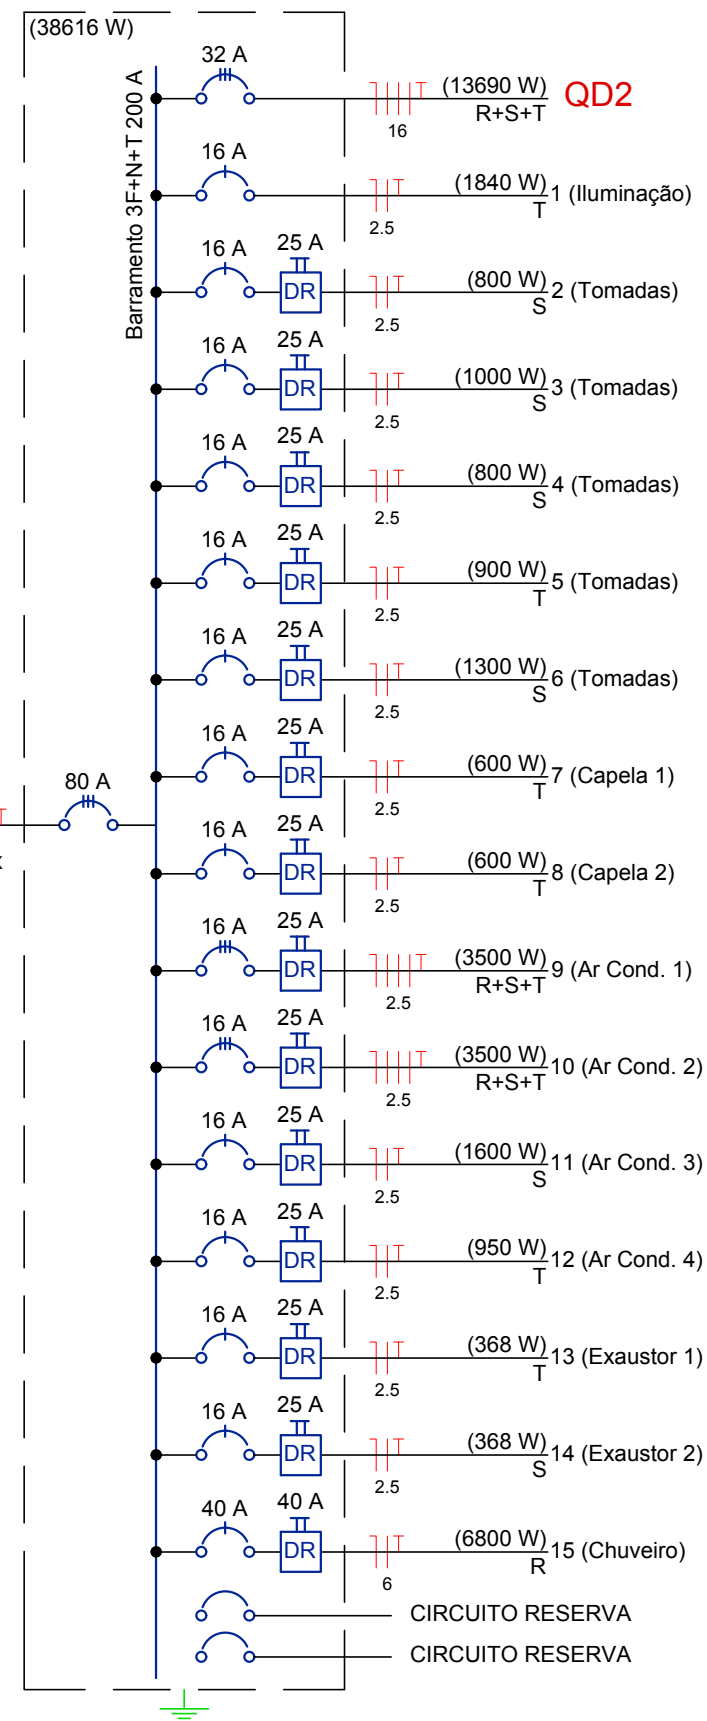 (38616 W)
Barramento 3F+N+T 200 A
32 A
(13690 W)
R+S+T
16
QD2
16 A
(1840 W)
T
2.5
1 (Iluminação)
16 A
25 A
DR
(800 W)
S
2.5
2 (Tomadas)
16 A
25 A
DR
(1000 W)
S
2.5
3 (Tomadas)
16 A
25 A
DR
(800 W)
S
2.5
4 (Tomadas)
16 A
25 A
DR
(900 W)
T
2.5
5 (Tomadas)
16 A
25 A
DR
(1300 W)
S
2.5
6 (Tomadas)
16 A
25 A
DR
(600 W)
T
2.5
7 (Capela 1)
80 A
16 A
25 A
DR
(600 W)
T
2.5
8 (Capela 2)
16 A
25 A
DR
(3500 W)
R+S+T
2.5
9 (Ar Cond. 1)
16 A
25 A
DR
(3500 W)
R+S+T
2.5
10 (Ar Cond. 2)
16 A
25 A
DR
(1600 W)
S
2.5
11 (Ar Cond. 3)
16 A
25 A
DR
(950 W)
T
2.5
12 (Ar Cond. 4)
16 A
25 A
DR
(368 W)
T
2.5
13 (Exaustor 1)
16 A
25 A
DR
(368 W)
S
2.5
14 (Exaustor 2)
40 A
40 A
DR
(6800 W)
R
6
15 (Chuveiro)
CIRCUITO RESERVA
CIRCUITO RESERVA